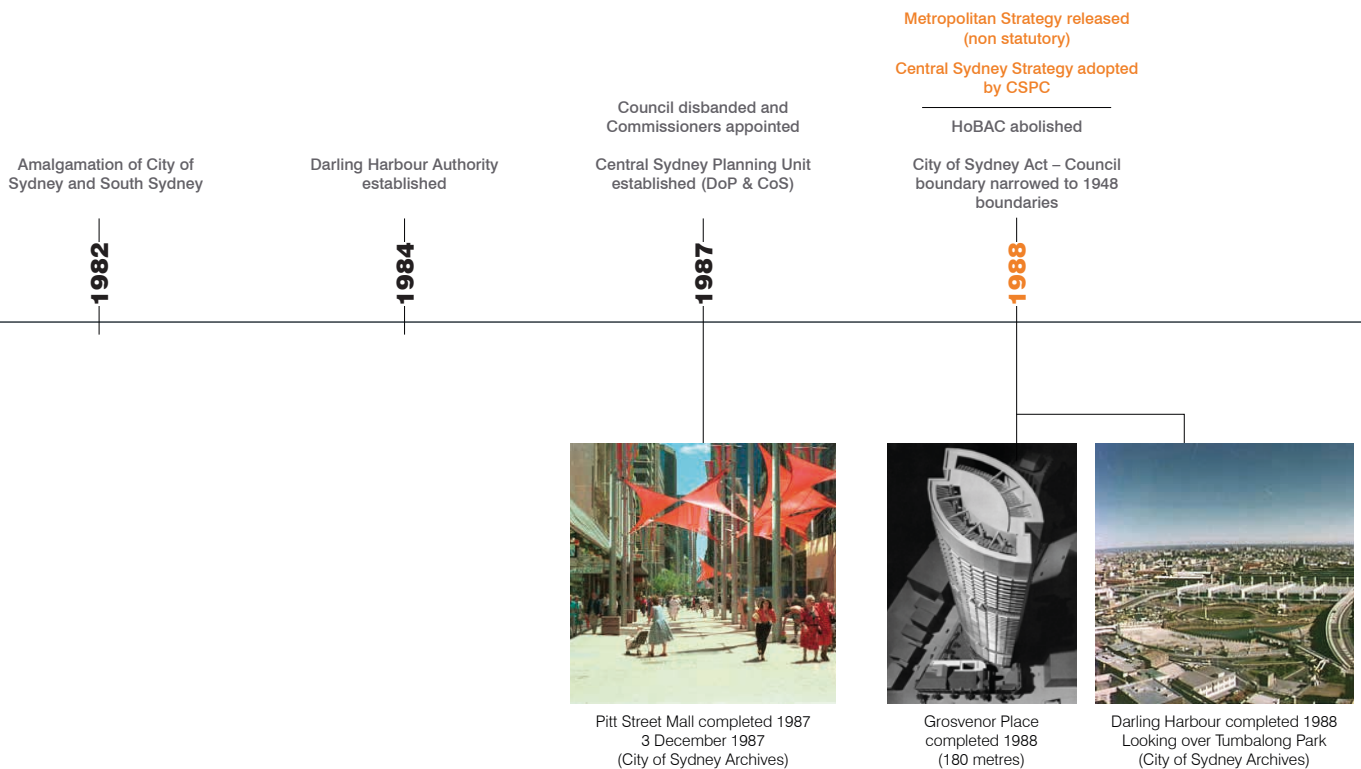 Metropolitan Strategy released
(non statutory)
Central Sydney Strategy adopted
by CSPC
Council disbanded and
Commissioners appointed
HoBAC abolished
Amalgamation of City of
Sydney and South Sydney
Darling Harbour Authority
established
Central Sydney Planning Unit
established (DoP & CoS)
City of Sydney Act – Council
boundary narrowed to 1948
boundaries
1982
1984
1987
1988
Pitt Street Mall completed 1987
3 December 1987
(City of Sydney Archives)
Grosvenor Place
completed 1988
(180 metres)
Darling Harbour completed 1988
Looking over Tumbalong Park
(City of Sydney Archives)